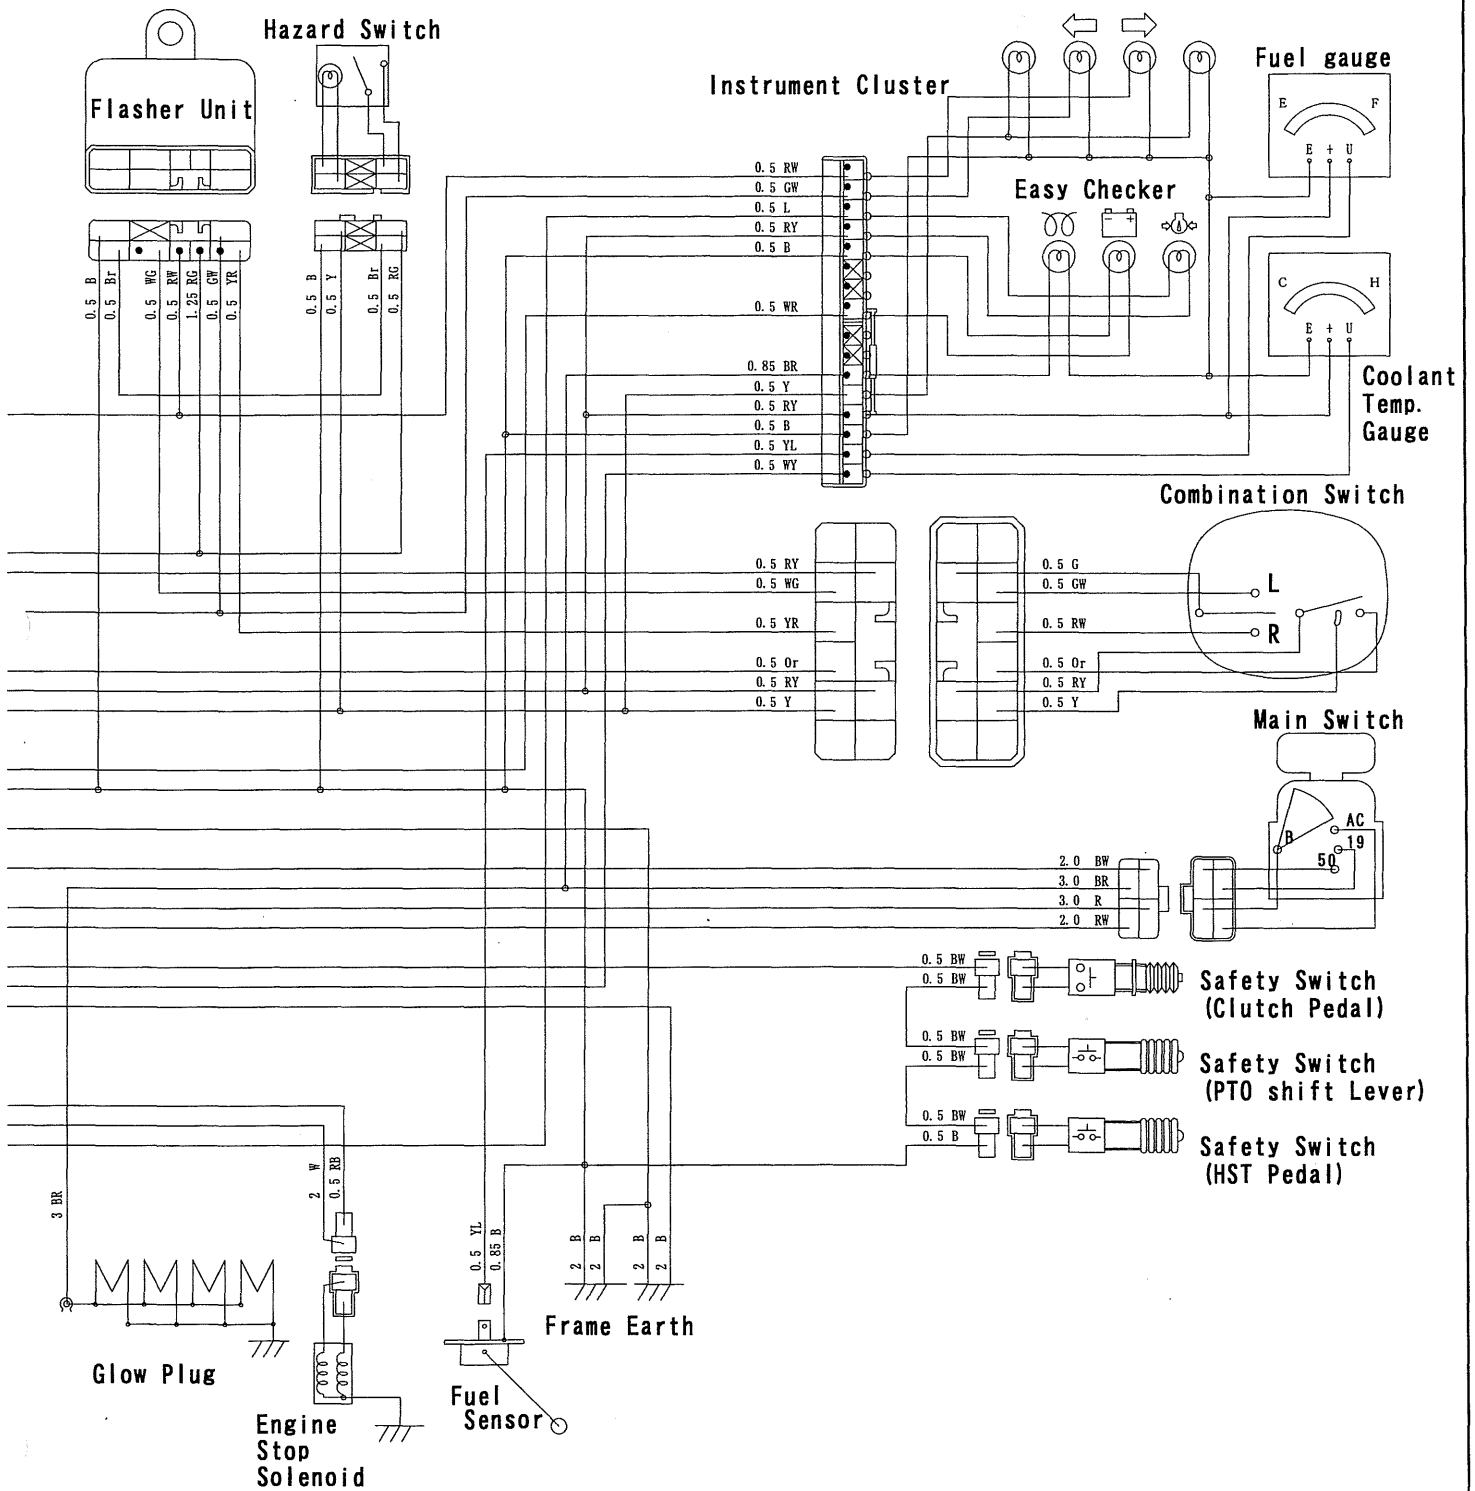 Hazard Switch
Flasher Unit
Instrument Cluster
Fuel gauge
E F
E + U
Easy Checker
- +
C H
E + U
Coolant
Temp.
Gauge
0.5 B
0.5 Br
0.5 WG
0.5 RW
1.25 RG
0.5 GW
0.5 YR
0.5 B
0.5 Y
0.5 Br
0.5 RG
0.5 RW
0.5 GW
0.5 L
0.5 RY
0.5 B
0.5 WR
0.85 BR
0.5 Y
0.5 RY
0.5 B
0.5 YL
0.5 WY
Combination Switch
L
R
0.5 RY
0.5 WG
0.5 YR
0.5 Or
0.5 RY
0.5 Y
0.5 G
0.5 GW
0.5 RW
0.5 Or
0.5 RY
0.5 Y
Main Switch
B
AC
19
50
2.0 BW
3.0 BR
3.0 R
2.0 RW
0.5 BW
0.5 BW
Safety Switch
(Clutch Pedal)
0.5 BW
0.5 BW
Safety Switch
(PTO shift Lever)
0.5 BW
0.5 B
Safety Switch
(HST Pedal)
3 BR
2 W
0.5 RB
0.5 YL
0.85 B
2 B
2 B
2 B
2 B
Frame Earth
Glow Plug
Fuel
Sensor
Engine
Stop
Solenoid